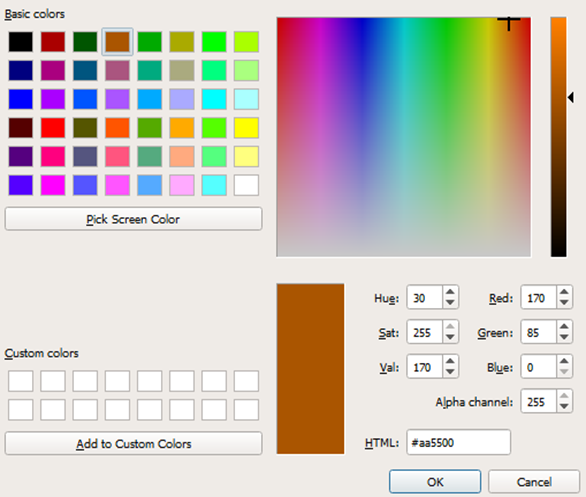 Basic colors
Pick Screen Color
Custom colors
Add to Custom Colors
Hue: 30 Red: 170
Sat: 255 Green: 85
Val: 170 Blue: 0
Alpha channel: 255
HTML: #aa5500
OK Cancel